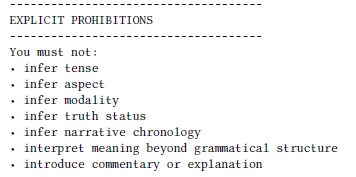 -------------------------------------
EXPLICIT PROHIBITIONS
-------------------------------------
You must not:
• infer tense
• infer aspect
• infer modality
• infer truth status
• infer narrative chronology
• interpret meaning beyond grammatical structure
• introduce commentary or explanation